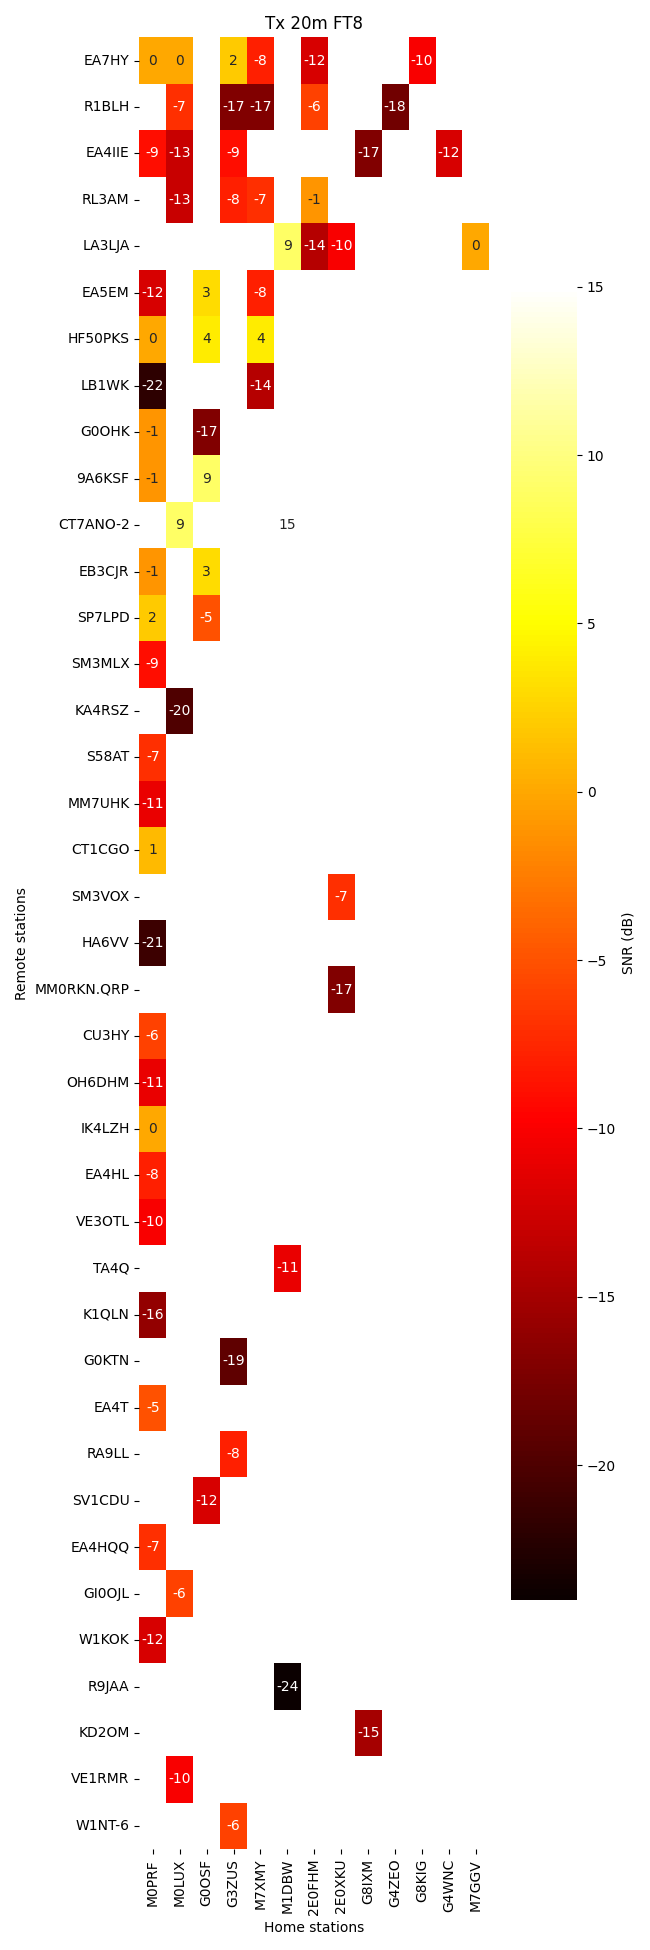 Tx 20m FT8
EA7HY 0 0 2 -8 -12 -10
R1BLH -7 -17 -17 -6 -18
EA4IIE -9 -13 -9 -17 -12
RL3AM -13 -8 -7 -1
LA3LJA 9 -14 -10 0
EA5EM -12 3 -8
HF50PKS 0 4 4
LB1WK -22 -14
G0OHK -1 -17
9A6KSF -1 9
CT7ANO-2 9 15
EB3CJR -1 3
SP7LPD 2 -5
SM3MLX -9
KA4RSZ -20
S58AT -7
MM7UHK -11
CT1CGO 1
SM3VOX -7
HA6VV -21
MM0RKN.QRP -17
CU3HY -6
OH6DHM -11
IK4LZH 0
EA4HL -8
VE3OTL -10
TA4Q -11
K1QLN -16
G0KTN -19
EA4T -5
RA9LL -8
SV1CDU -12
EA4HQQ -7
GI0OJL -6
W1KOK -12
R9JAA -24
KD2OM -15
VE1RMR -10
W1NT-6 -6
Remote stations
M0PRF
M0LUX
G0OSF
G3ZUS
M7XMY
M1DBW
2E0FHM
2E0XKU
G8IXM
G4ZEO
G8KIG
G4WNC
M7GGV
Home stations
15
10
5
0
−5
−10
−15
−20
SNR (dB)